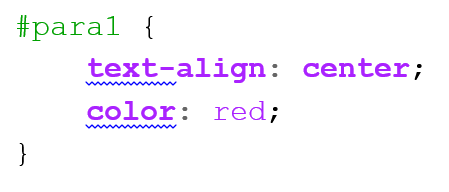 #para1 {
    text-align: center;
    color: red;
}